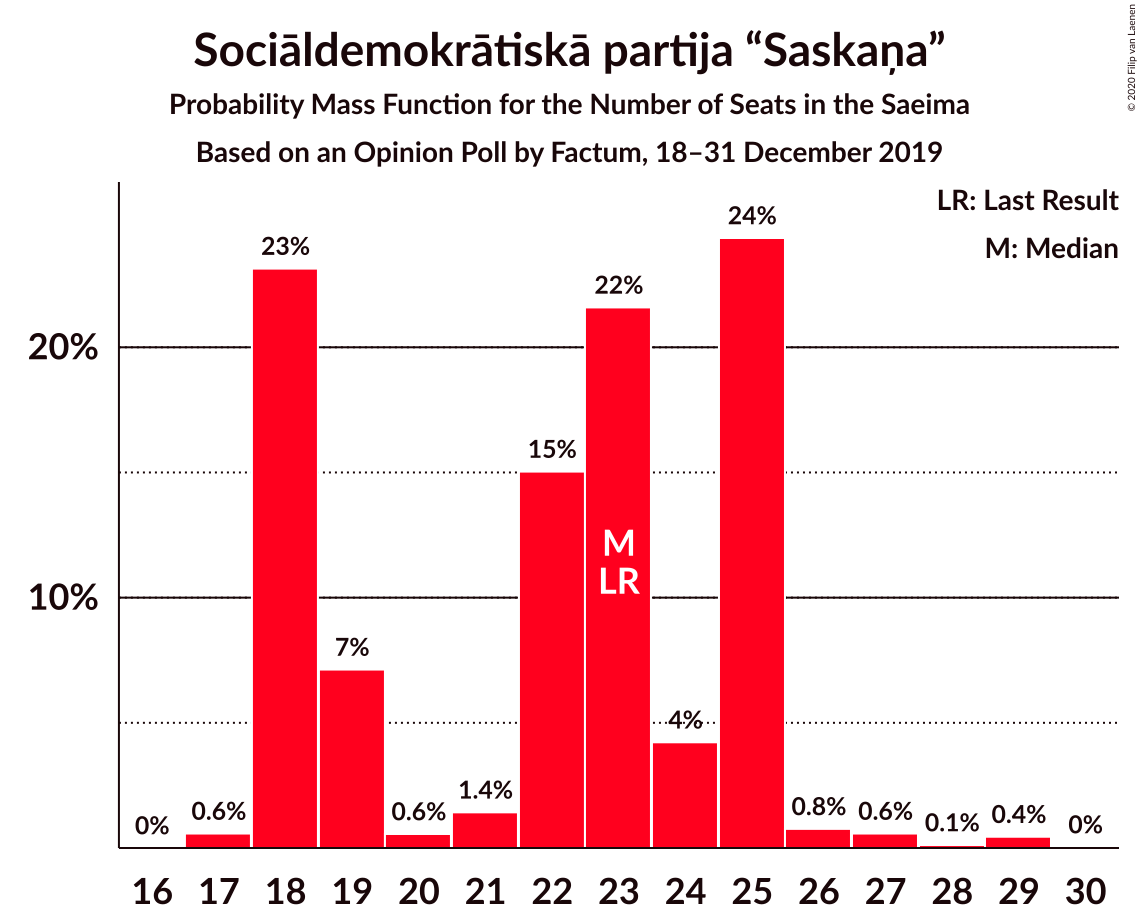 Sociāldemokrātiskā partija “Saskaņa”
Probability Mass Function for the Number of Seats in the Saeima
Based on an Opinion Poll by Factum, 18–31 December 2019
© 2020 Filip van Laenen
LR: Last Result
M: Median
20%
10%
0%
0.6%
23%
7%
0.6%
1.4%
15%
22%
4%
24%
0.8%
0.6%
0.1%
0.4%
0%
M
LR
16 17 18 19 20 21 22 23 24 25 26 27 28 29 30